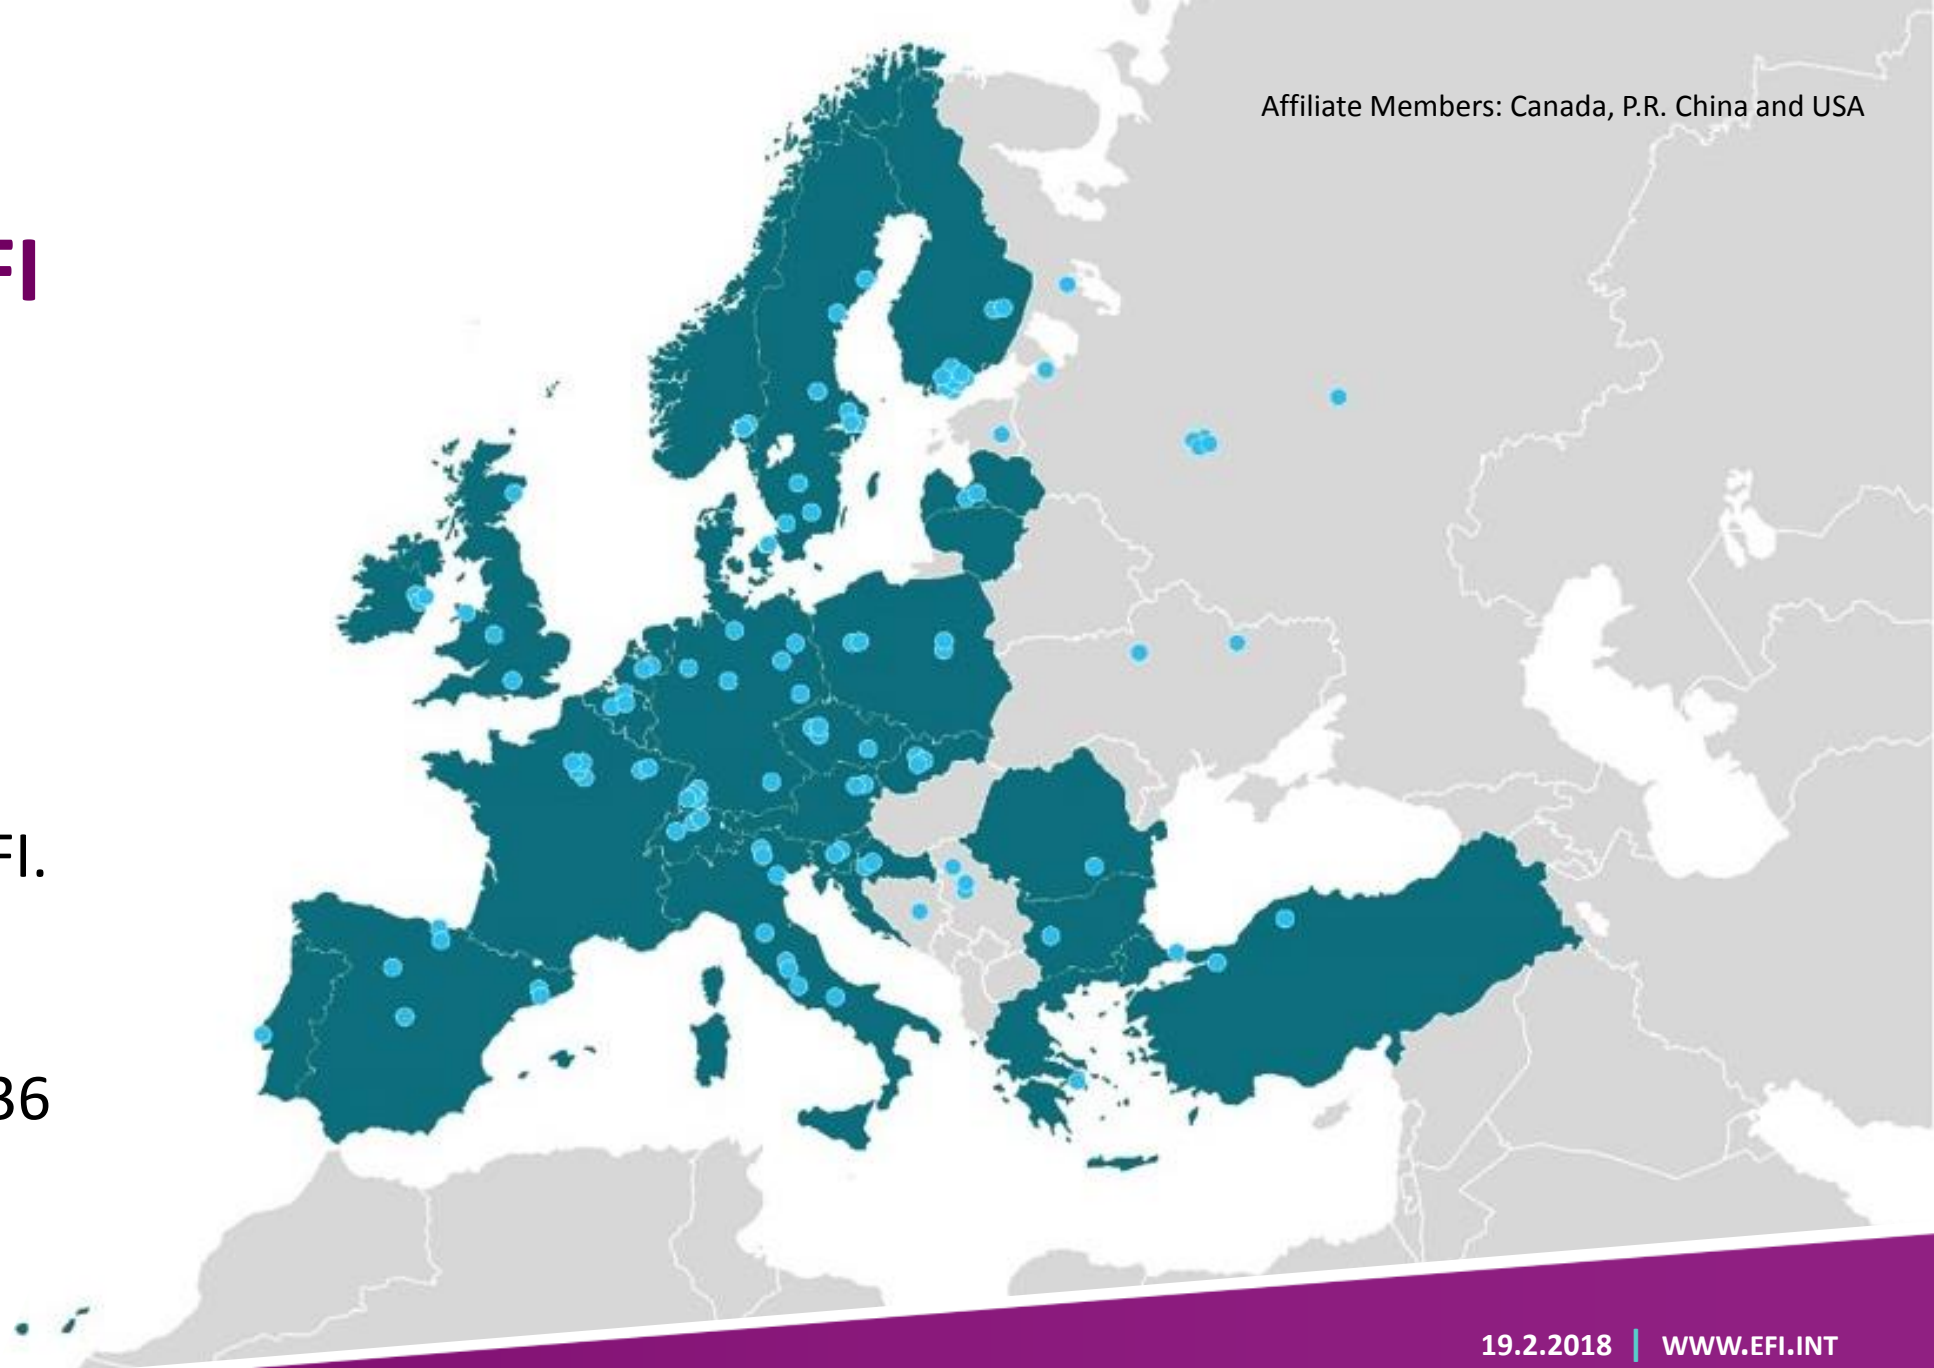 FI
Affiliate Members: Canada, P.R. China and USA
FI.
36
19.2.2018 | WWW.EFI.INT